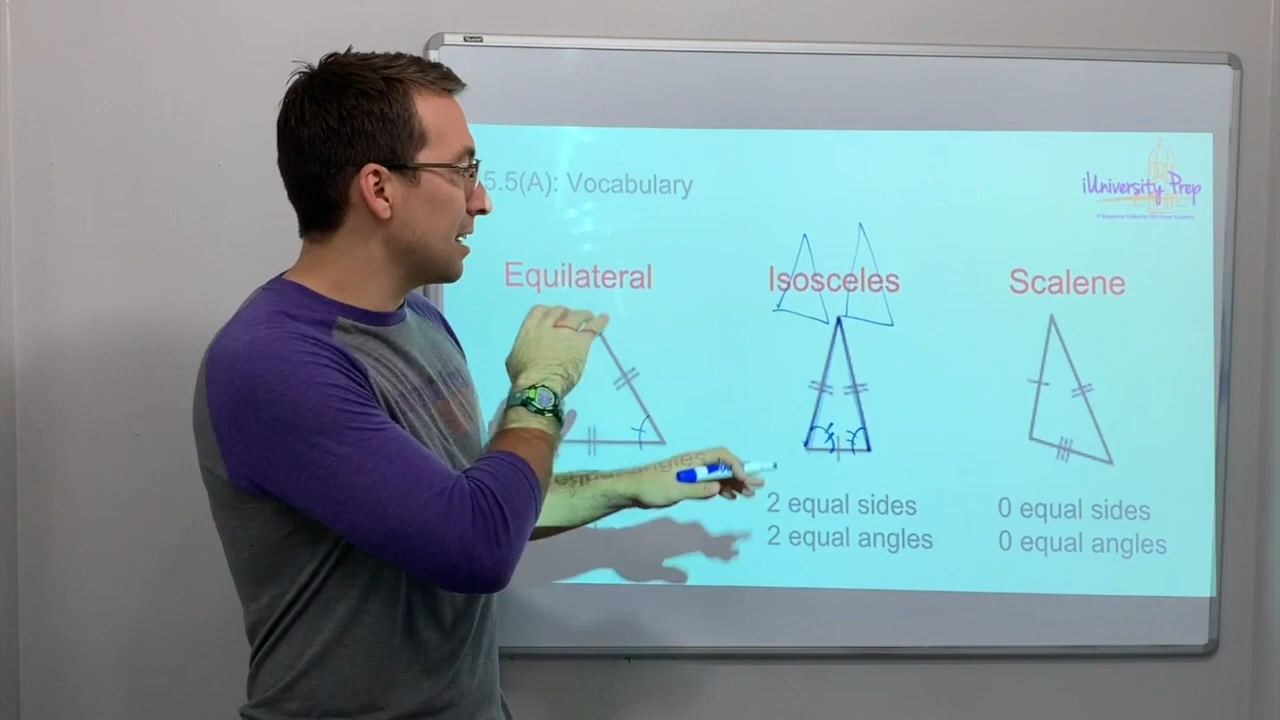 5.5(A): Vocabulary
iUniversity Prep
Equilateral
Isosceles
Scalene
angles
2 equal sides
2 equal angles
0 equal sides
0 equal angles